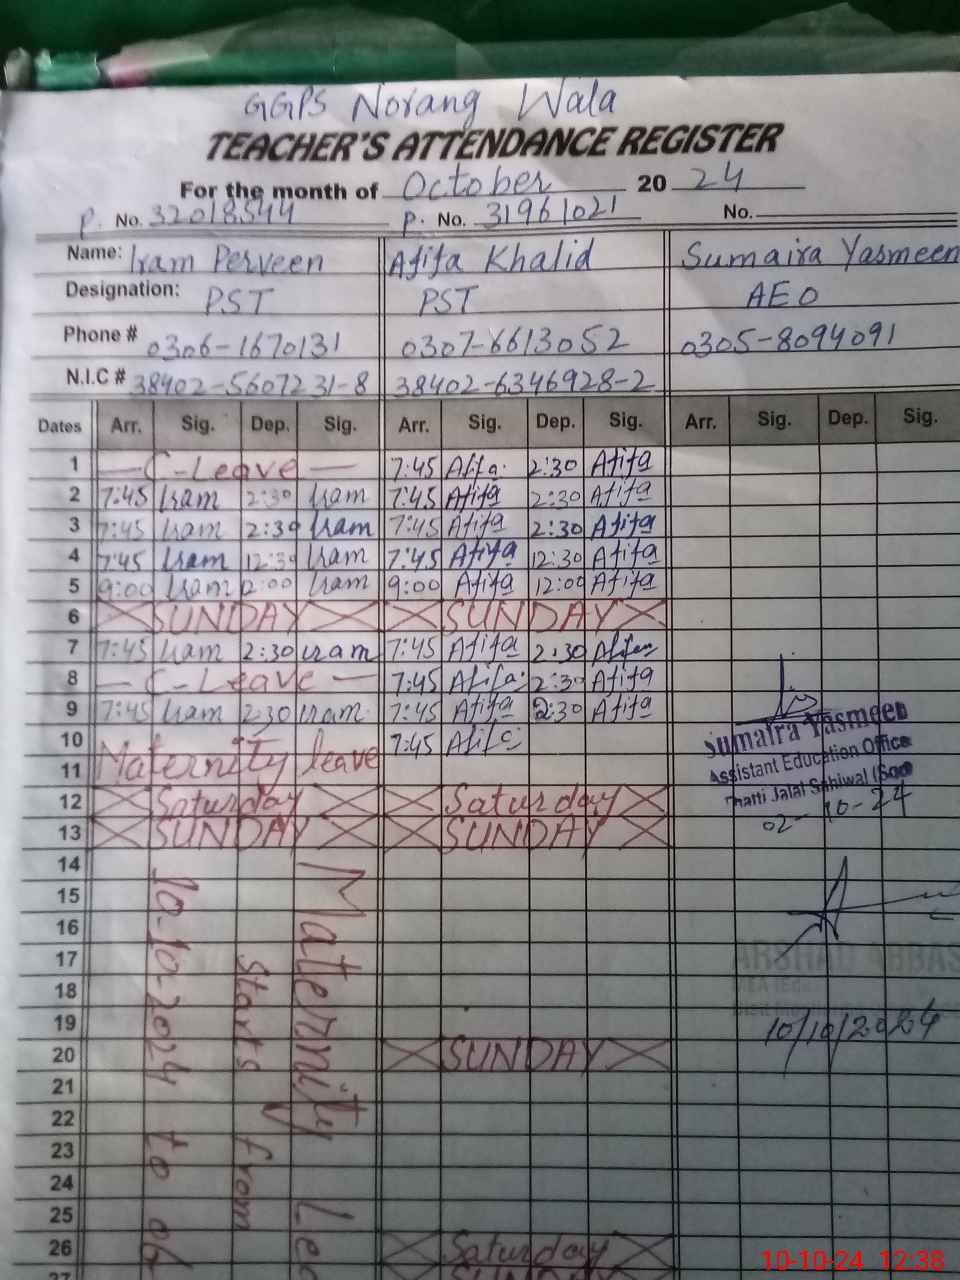 GGPS Norang Wala
TEACHER'S ATTENDANCE REGISTER
For the month of October 2024
P. No. 32018544 P. No. 31961021 No.
Name: Iram Perveen Afifa Khalid Sumaira Yasmeen
Designation: PST PST AEO
Phone # 0306-1670131 0307-6613052 0305-8094091
N.I.C # 38402-5607231-8 38402-6346928-2
Dates Arr. Sig. Dep. Sig. Arr. Sig. Dep. Sig. Arr. Sig. Dep. Sig.
1 — C-Leave — 7:45 Afifa 2:30 Afifa
2 7:45 Iram 2:30 Iram 7:45 Afifa 2:30 Afifa
3 7:45 Iram 2:30 Iram 7:45 Afifa 2:30 Afifa
4 7:45 Iram 12:30 Iram 7:45 Afifa 12:30 Afifa
5 9:00 Iram 12:00 Iram 9:00 Afifa 12:00 Afifa
6 SUNDAY SUNDAY
7 7:45 Iram 2:30 Iram 7:45 Afifa 2:30 Afifa
8 — C-Leave — 7:45 Afifa 2:30 Afifa
9 7:45 Iram 2:30 Iram 7:45 Afifa 2:30 Afifa
10 7:45 Afifa
Maternity leave
11
12 Saturday Saturday
13 SUNDAY SUNDAY
Sumaira Yasmeen
Assistant Education Office
Thatti Jalal Sahiwal
02-10-24
14
15
16
17
18
19
20 SUNDAY
21
22
23
24
25
26 Saturday
27 SUNDAY
Maternity
Starts from
10-10-2024 to
ARSHAD ABBAS
10/10/2024
10-10-24 12:38